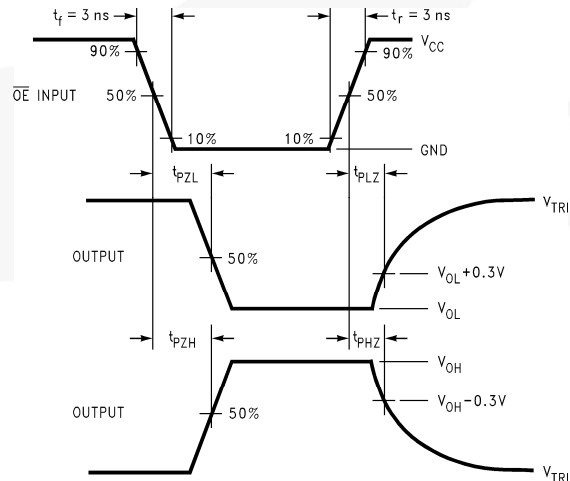 t_f = 3 ns
t_r = 3 ns
V_CC
90%
90%
O̅E̅ INPUT
50%
50%
10%
10%
GND
t_PZL
t_PLZ
V_TRI
OUTPUT
50%
V_OL+0.3V
V_OL
t_PZH
t_PHZ
V_OH
OUTPUT
50%
V_OH−0.3V
V_TRI